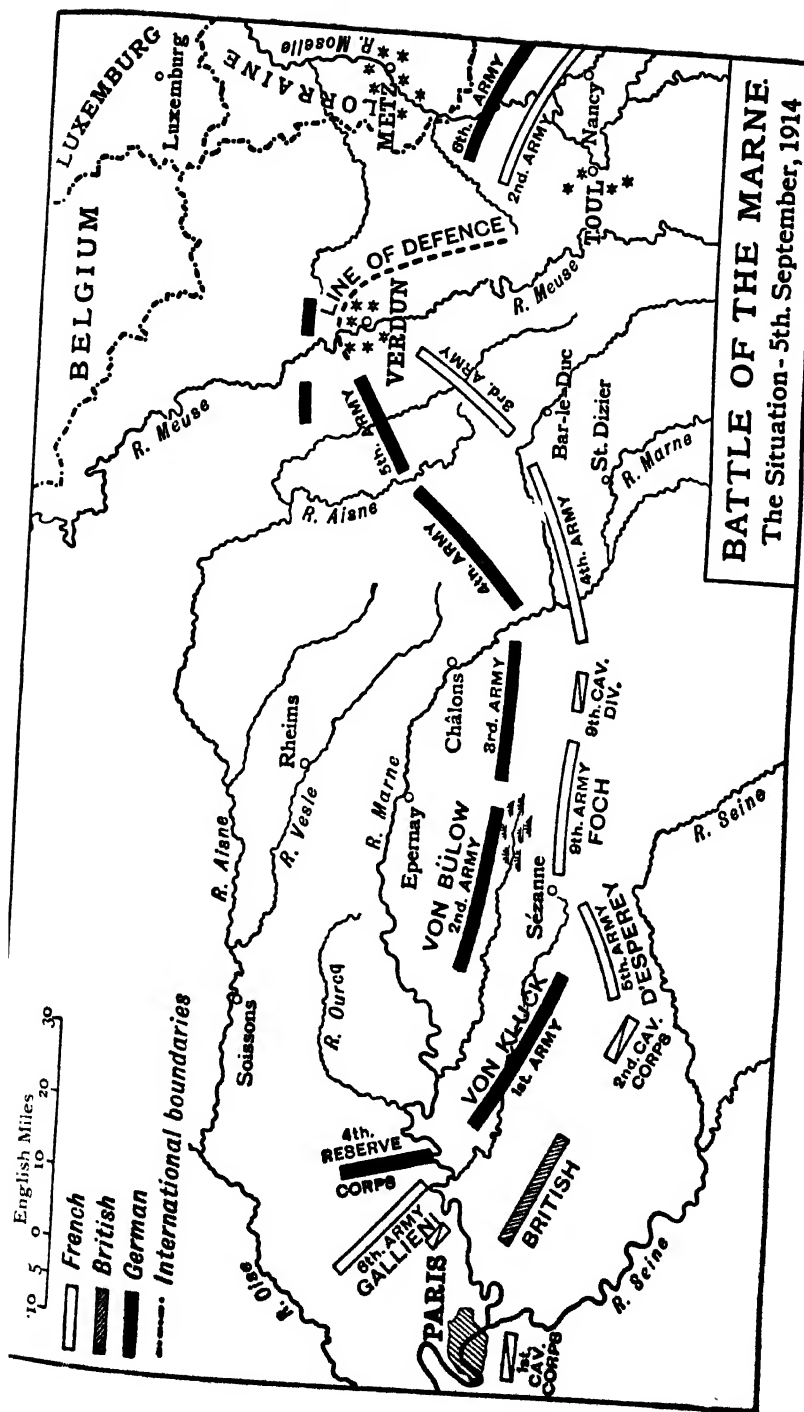 BATTLE OF THE MARNE.
The Situation - 5th. September, 1914
English Miles
10 5 0 10 20 30
French
British
German
International boundaries
BELGIUM
LUXEMBURG
Luxemburg
LORRAINE
METZ
R. Moselle
R. Meuse
LINE OF DEFENCE
VERDUN
R. Meuse
TOUL
Nancy
6th. ARMY
2nd. ARMY
5th. ARMY
3rd. ARMY
Bar-le-Duc
St. Dizier
R. Marne
R. Aisne
4th. ARMY
4th. ARMY
Rheims
R. Aisne
R. Vesle
R. Marne
Châlons
Epernay
3rd. ARMY
9th. CAV.
DIV.
VON BÜLOW
2nd. ARMY
9th. ARMY
FOCH
Sézanne
R. Seine
Soissons
R. Ourcq
VON KLUCK
1st. ARMY
5th. ARMY
D'ESPEREY
2nd. CAV.
CORPS
4th.
RESERVE
CORPS
6th. ARMY
GALLIENI
BRITISH
R. Oise
PARIS
R. Seine
1st.
CAV.
CORPS